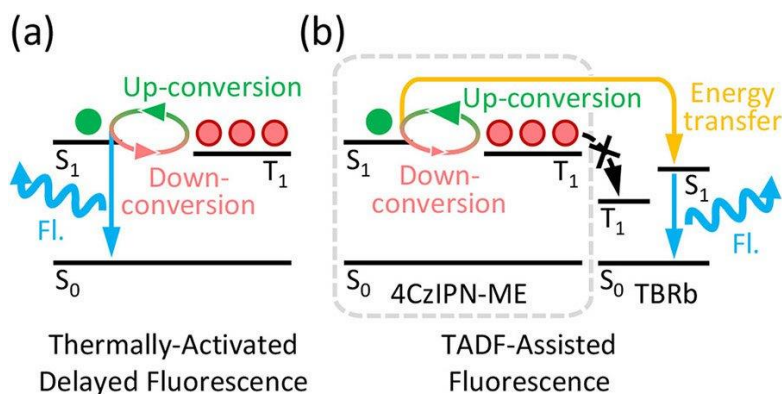 (a)
Up-conversion
S1
T1
Down-
conversion
Fl.
S0
Thermally-Activated
Delayed Fluorescence
(b)
Energy
transfer
Up-conversion
S1
T1
Down-
conversion
S1
T1
Fl.
S0
4CzIPN-ME
S0
TBRb
TADF-Assisted
Fluorescence